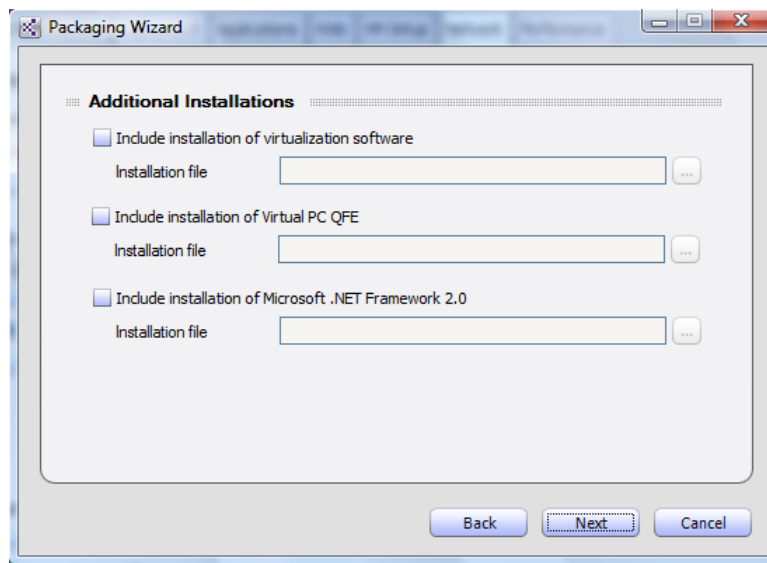 Packaging Wizard
Additional Installations
Include installation of virtualization software
Installation file
...
Include installation of Virtual PC QFE
Installation file
...
Include installation of Microsoft .NET Framework 2.0
Installation file
...
Back Next Cancel